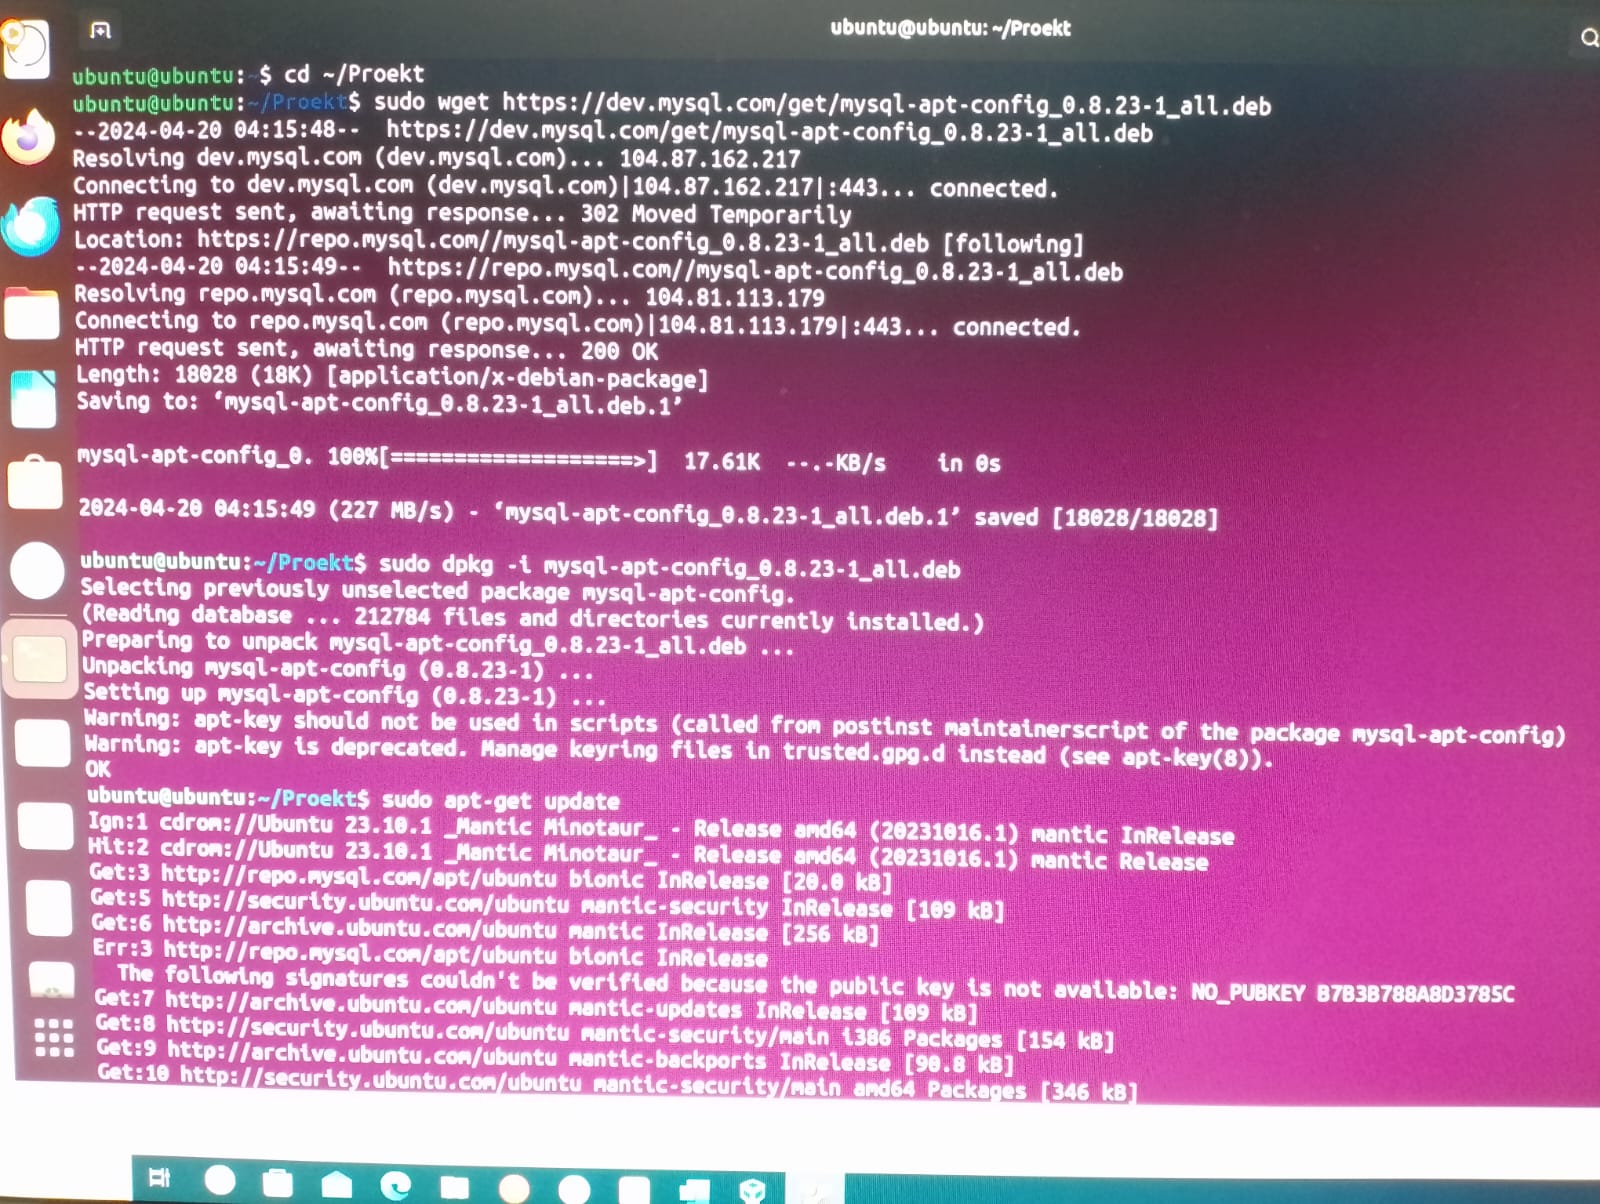 ubuntu@ubuntu: ~/Proekt
ubuntu@ubuntu:~$ cd ~/Proekt
ubuntu@ubuntu:~/Proekt$ sudo wget https://dev.mysql.com/get/mysql-apt-config_0.8.23-1_all.deb
--2024-04-20 04:15:48--  https://dev.mysql.com/get/mysql-apt-config_0.8.23-1_all.deb
Resolving dev.mysql.com (dev.mysql.com)... 104.87.162.217
Connecting to dev.mysql.com (dev.mysql.com)|104.87.162.217|:443... connected.
HTTP request sent, awaiting response... 302 Moved Temporarily
Location: https://repo.mysql.com//mysql-apt-config_0.8.23-1_all.deb [following]
--2024-04-20 04:15:49--  https://repo.mysql.com//mysql-apt-config_0.8.23-1_all.deb
Resolving repo.mysql.com (repo.mysql.com)... 104.81.113.179
Connecting to repo.mysql.com (repo.mysql.com)|104.81.113.179|:443... connected.
HTTP request sent, awaiting response... 200 OK
Length: 18028 (18K) [application/x-debian-package]
Saving to: ‘mysql-apt-config_0.8.23-1_all.deb.1’
mysql-apt-config_0. 100%[===================>]  17.61K  --.-KB/s    in 0s
2024-04-20 04:15:49 (227 MB/s) - ‘mysql-apt-config_0.8.23-1_all.deb.1’ saved [18028/18028]
ubuntu@ubuntu:~/Proekt$ sudo dpkg -i mysql-apt-config_0.8.23-1_all.deb
Selecting previously unselected package mysql-apt-config.
(Reading database ... 212784 files and directories currently installed.)
Preparing to unpack mysql-apt-config_0.8.23-1_all.deb ...
Unpacking mysql-apt-config (0.8.23-1) ...
Setting up mysql-apt-config (0.8.23-1) ...
Warning: apt-key should not be used in scripts (called from postinst maintainerscript of the package mysql-apt-config)
Warning: apt-key is deprecated. Manage keyring files in trusted.gpg.d instead (see apt-key(8)).
OK
ubuntu@ubuntu:~/Proekt$ sudo apt-get update
Ign:1 cdrom://Ubuntu 23.10.1 _Mantic Minotaur_ - Release amd64 (20231016.1) mantic InRelease
Hit:2 cdrom://Ubuntu 23.10.1 _Mantic Minotaur_ - Release amd64 (20231016.1) mantic Release
Get:3 http://repo.mysql.com/apt/ubuntu bionic InRelease [20.0 kB]
Get:5 http://security.ubuntu.com/ubuntu mantic-security InRelease [109 kB]
Get:6 http://archive.ubuntu.com/ubuntu mantic InRelease [256 kB]
Err:3 http://repo.mysql.com/apt/ubuntu bionic InRelease
  The following signatures couldn't be verified because the public key is not available: NO_PUBKEY B7B3B788A8D3785C
Get:7 http://archive.ubuntu.com/ubuntu mantic-updates InRelease [109 kB]
Get:8 http://security.ubuntu.com/ubuntu mantic-security/main i386 Packages [154 kB]
Get:9 http://archive.ubuntu.com/ubuntu mantic-backports InRelease [90.8 kB]
Get:10 http://security.ubuntu.com/ubuntu mantic-security/main amd64 Packages [346 kB]